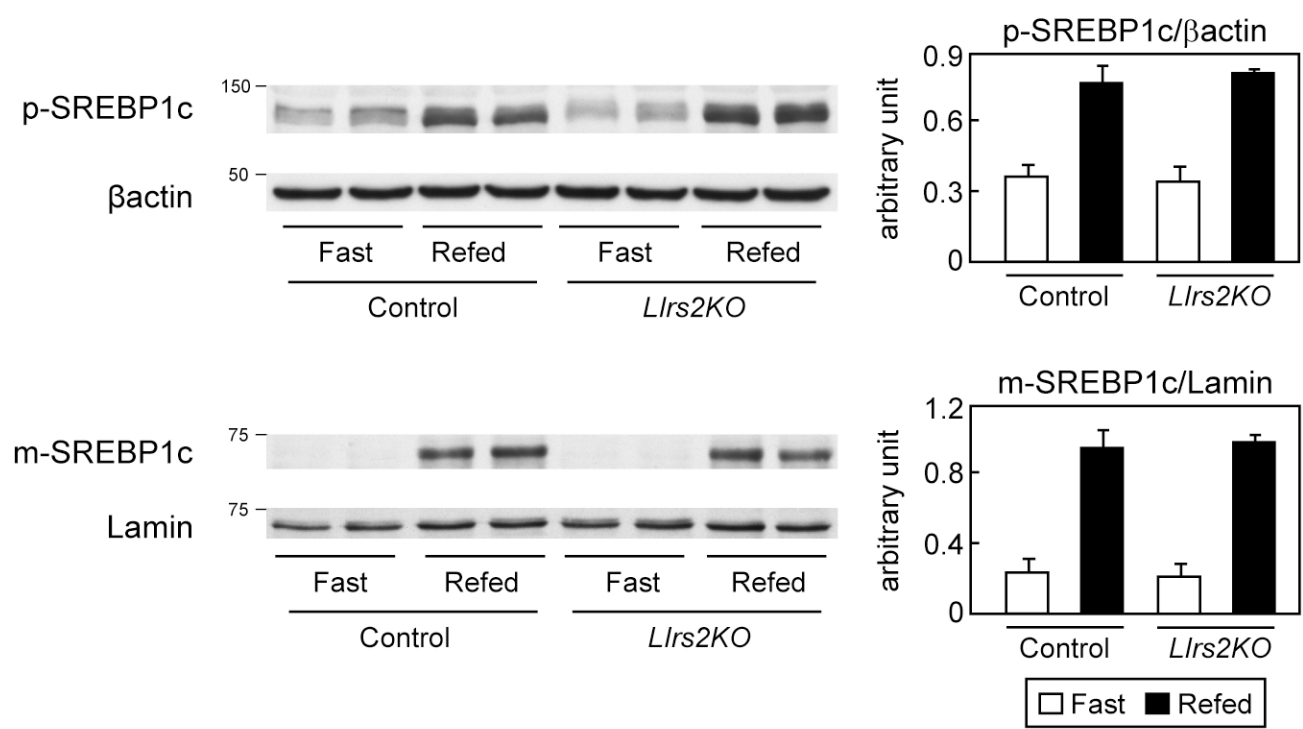 p-SREBP1c
150
βactin
50
Fast Refed Fast Refed
Control LIrs2KO
p-SREBP1c/βactin
arbitrary unit
0.9
0.6
0.3
0
Control LIrs2KO
m-SREBP1c
75
Lamin
75
Fast Refed Fast Refed
Control LIrs2KO
m-SREBP1c/Lamin
arbitrary unit
1.2
0.8
0.4
0
Control LIrs2KO
Fast Refed